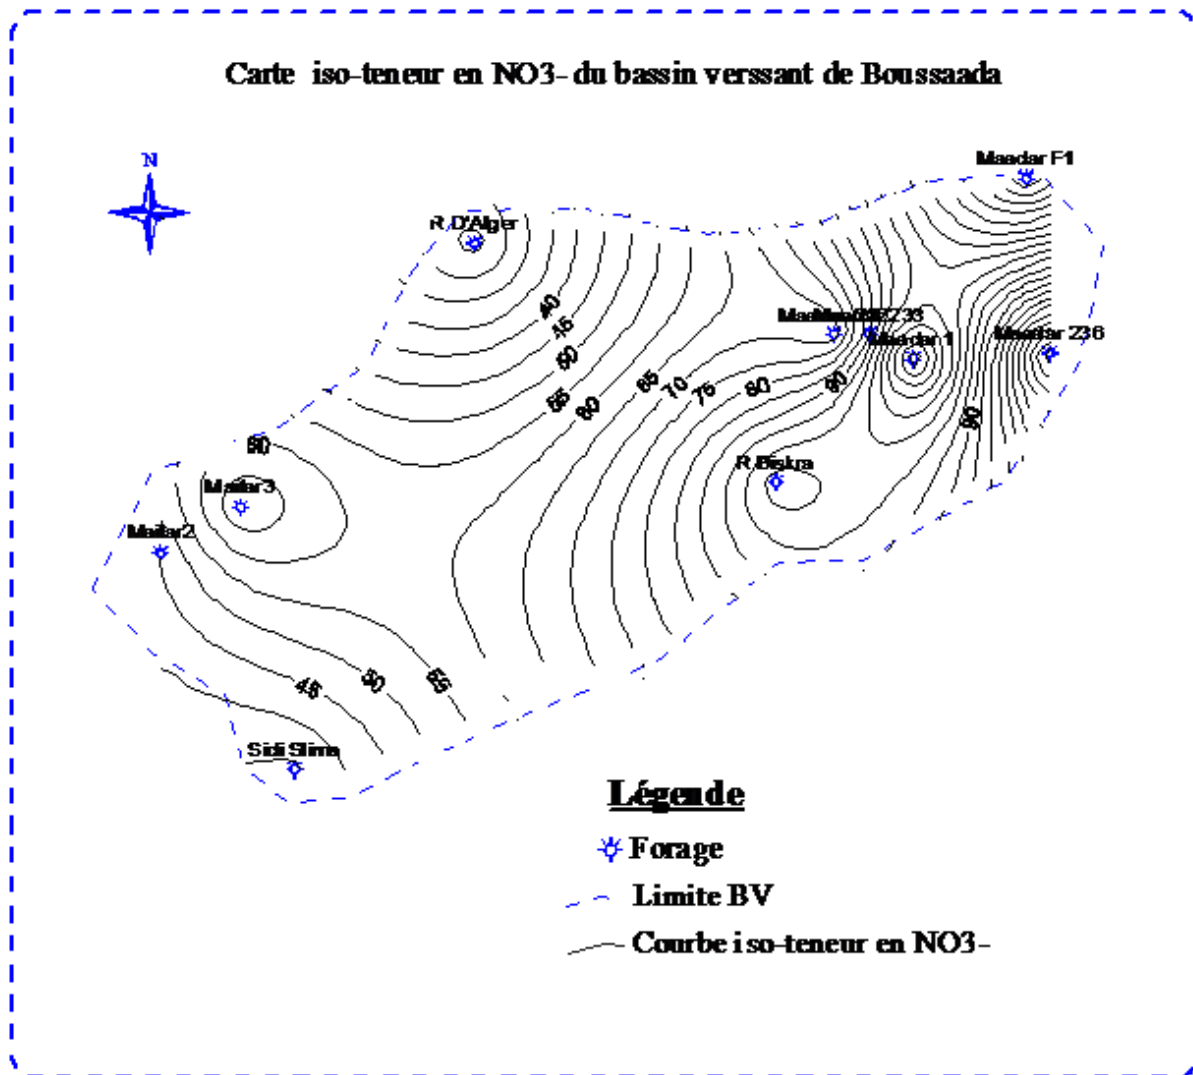 Carte iso-teneur en NO3- du bassin verssant de Boussaada
N
Maadar F1
R.D'Alger
Maadar 1
Maadar 236
40
45
50
55
60
65
70
75
80
90
90
R.Biskra
60
Maitar3
Maitar2
45
50
55
Sidi Slima
Légende
Forage
Limite BV
Courbe iso-teneur en NO3-